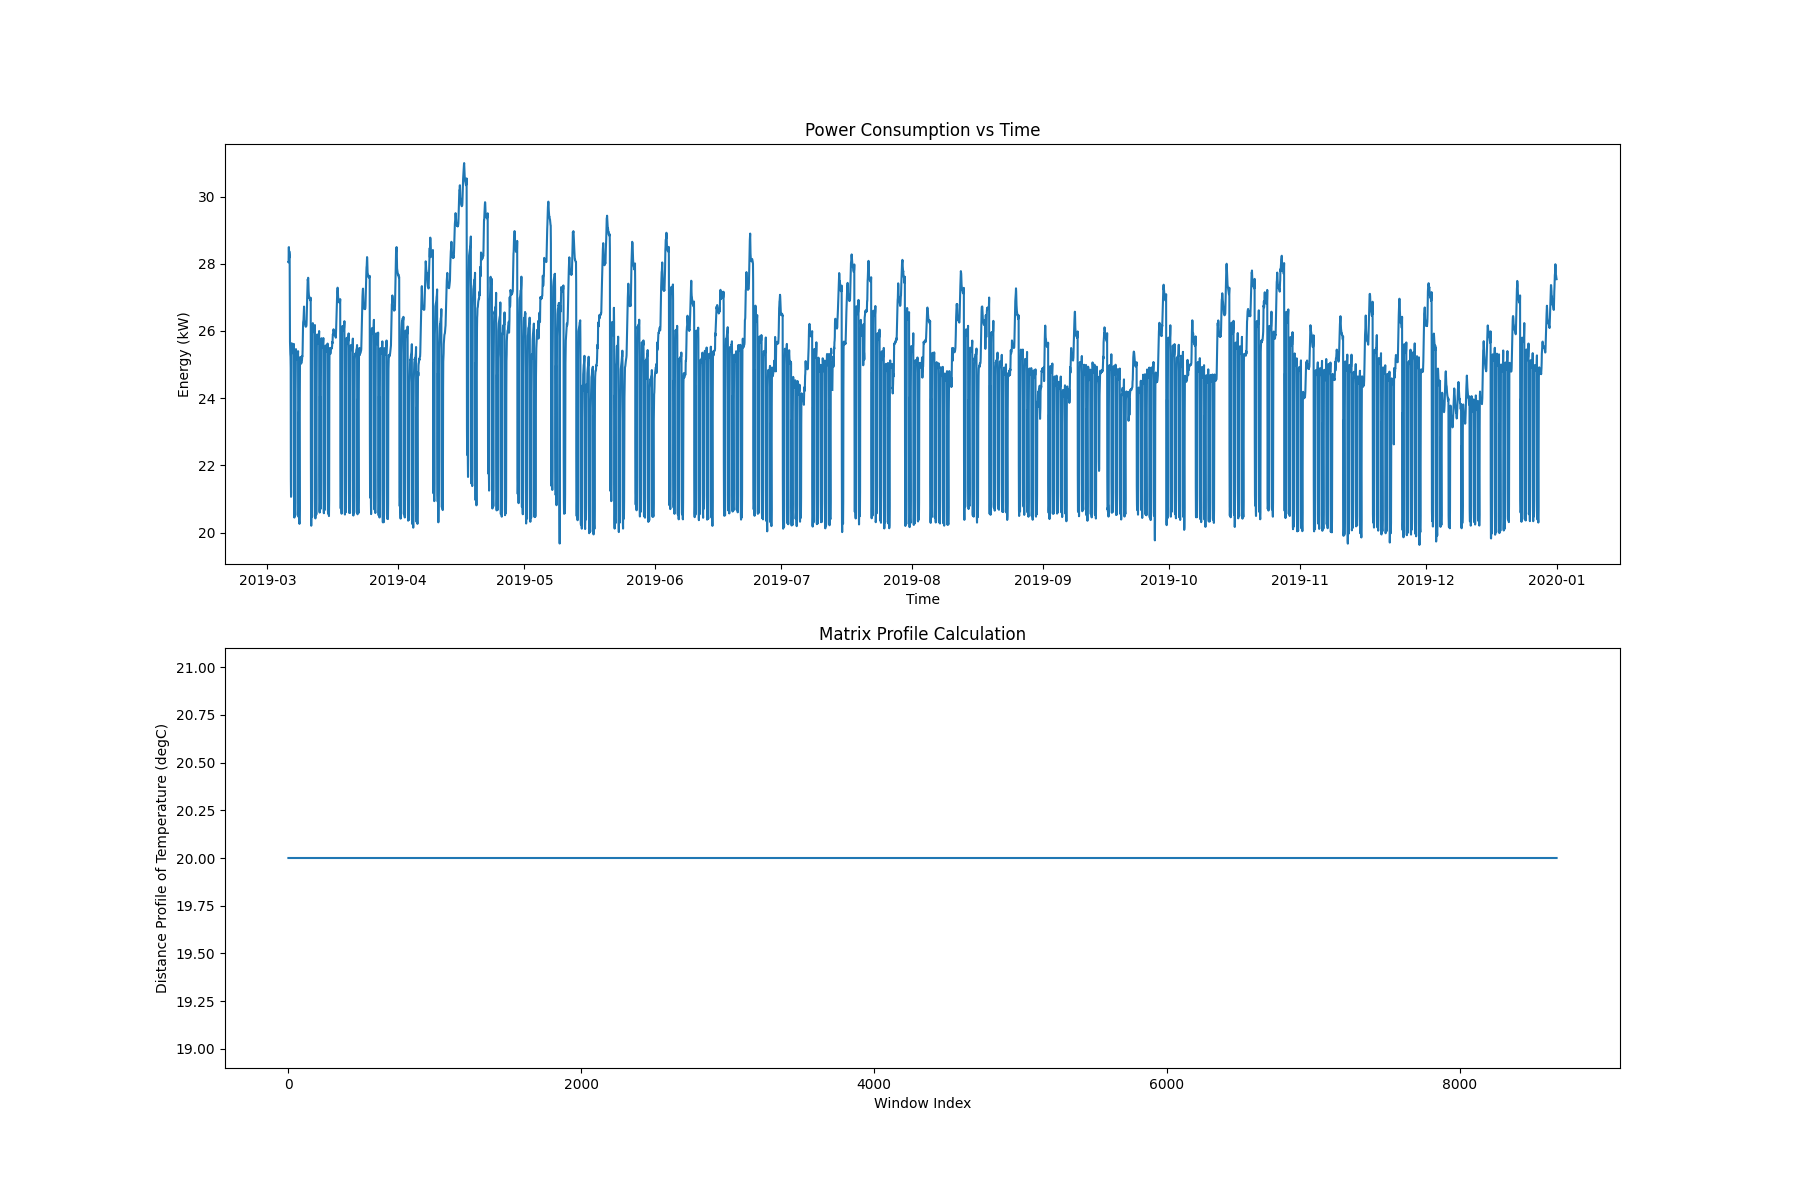 Power Consumption vs Time
Energy (kW)
30
28
26
24
22
20
2019-03 2019-04 2019-05 2019-06 2019-07 2019-08 2019-09 2019-10 2019-11 2019-12 2020-01
Time
Matrix Profile Calculation
Distance Profile of Temperature (degC)
21.00
20.75
20.50
20.25
20.00
19.75
19.50
19.25
19.00
0 2000 4000 6000 8000
Window Index